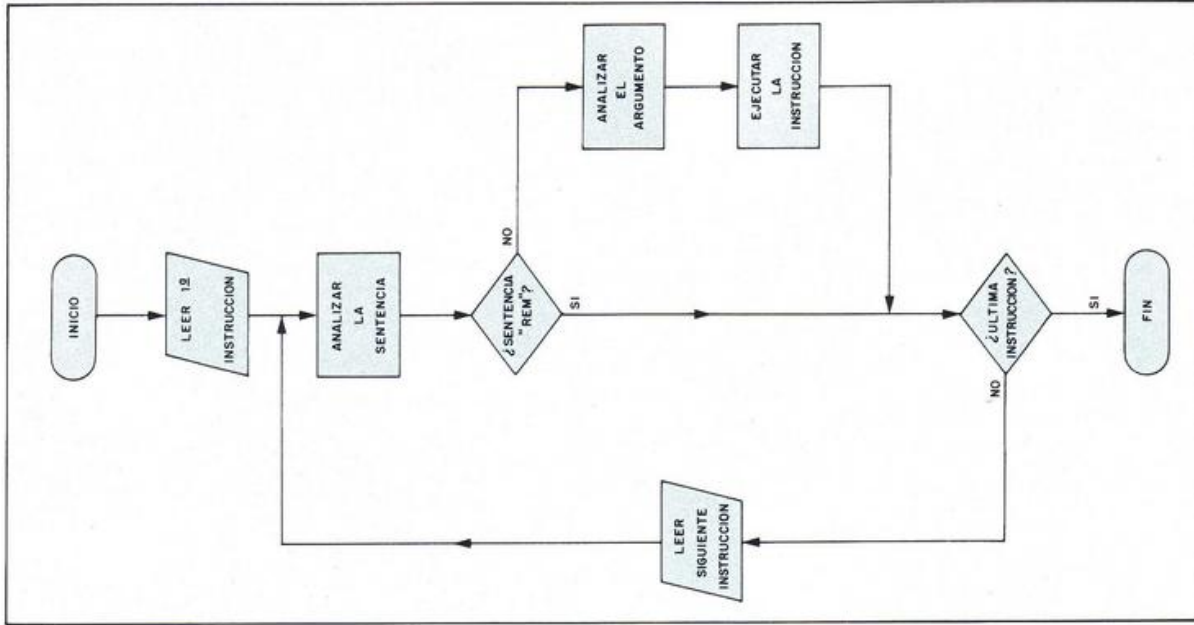 INICIO
LEER 1º
INSTRUCCION
ANALIZAR
LA
SENTENCIA
¿SENTENCIA
"REM"?
NO
SI
ANALIZAR
EL
ARGUMENTO
EJECUTAR
LA
INSTRUCCION
¿ULTIMA
INSTRUCCION?
NO
SI
LEER
SIGUIENTE
INSTRUCCION
FIN